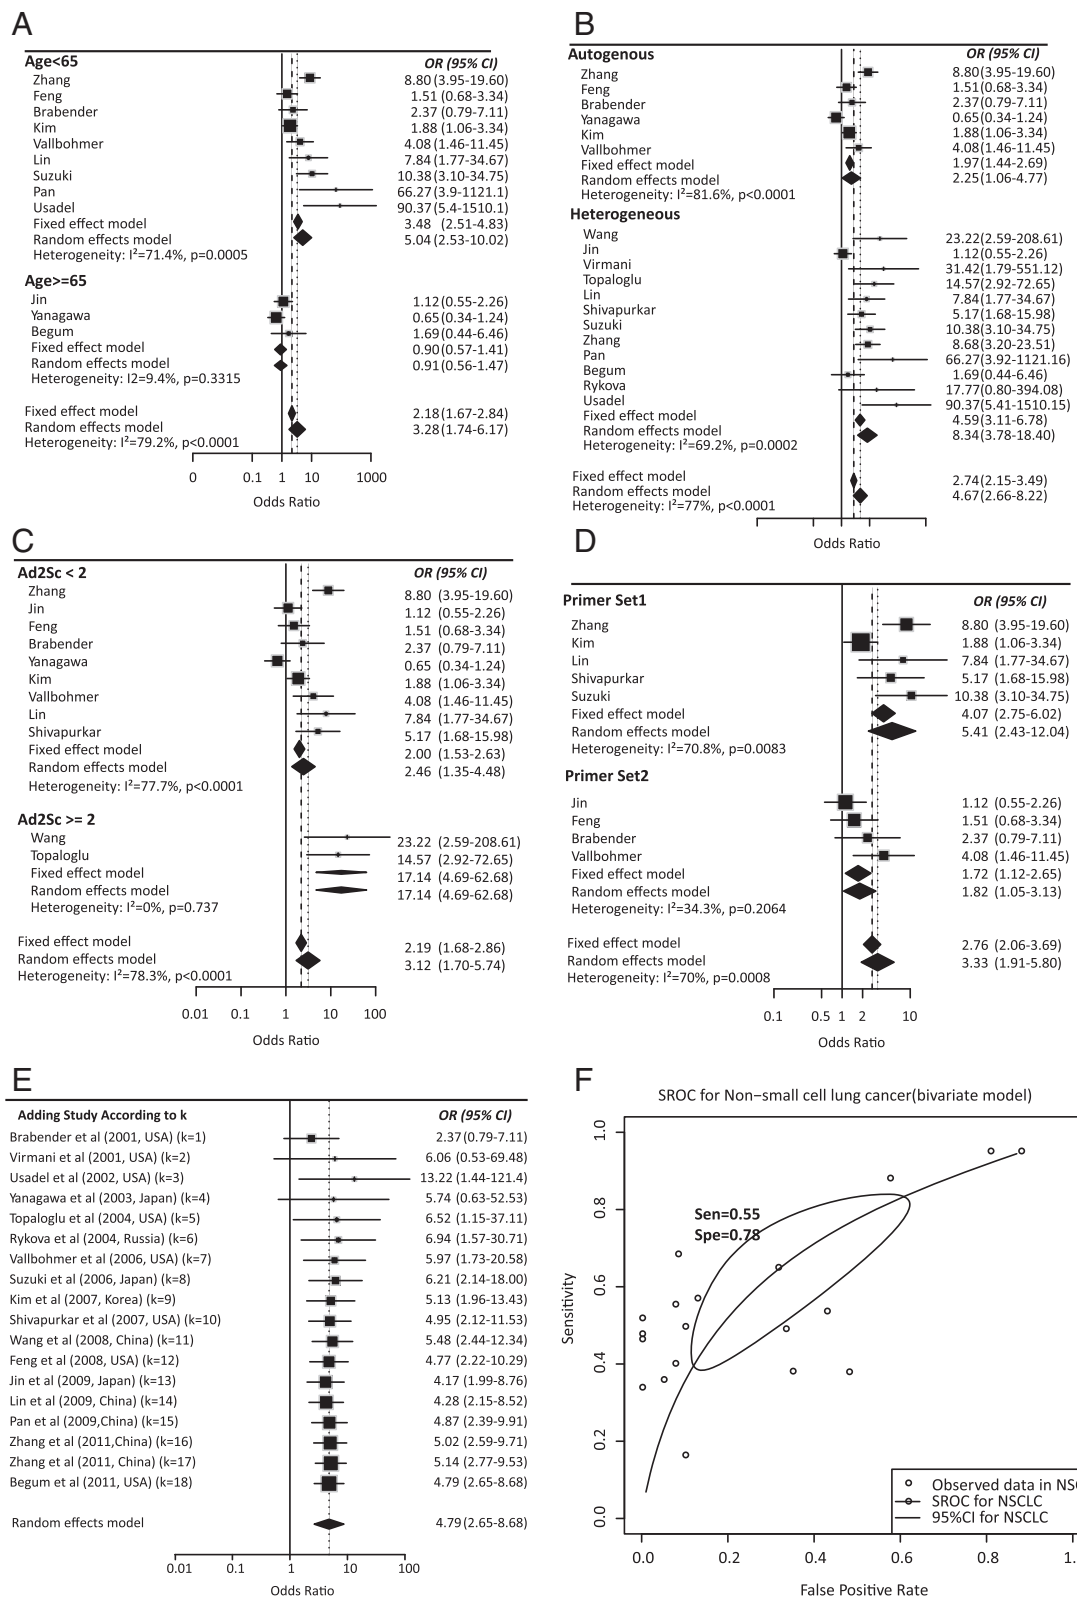 A
Age<65
OR (95% CI)
Zhang 8.80 (3.95-19.60)
Feng 1.51 (0.68-3.34)
Brabender 2.37 (0.79-7.11)
Kim 1.88 (1.06-3.34)
Vallbohmer 4.08 (1.46-11.45)
Lin 7.84 (1.77-34.67)
Suzuki 10.38 (3.10-34.75)
Pan 66.27 (3.9-1121.1)
Usadel 90.37 (5.4-1510.1)
Fixed effect model 3.48 (2.51-4.83)
Random effects model 5.04 (2.53-10.02)
Heterogeneity: I²=71.4%, p=0.0005
Age>=65
Jin 1.12 (0.55-2.26)
Yanagawa 0.65 (0.34-1.24)
Begum 1.69 (0.44-6.46)
Fixed effect model 0.90 (0.57-1.41)
Random effects model 0.91 (0.56-1.47)
Heterogeneity: I2=9.4%, p=0.3315
Fixed effect model 2.18 (1.67-2.84)
Random effects model 3.28 (1.74-6.17)
Heterogeneity: I²=79.2%, p<0.0001
0 0.1 1 10 1000
Odds Ratio
B
Autogenous
OR (95% CI)
Zhang 8.80 (3.95-19.60)
Feng 1.51 (0.68-3.34)
Brabender 2.37 (0.79-7.11)
Yanagawa 0.65 (0.34-1.24)
Kim 1.88 (1.06-3.34)
Vallbohmer 4.08 (1.46-11.45)
Fixed effect model 1.97 (1.44-2.69)
Random effects model 2.25 (1.06-4.77)
Heterogeneity: I²=81.6%, p<0.0001
Heterogeneous
Wang 23.22(2.59-208.61)
Jin 1.12 (0.55-2.26)
Virmani 31.42(1.79-551.12)
Topaloglu 14.57(2.92-72.65)
Lin 7.84(1.77-34.67)
Shivapurkar 5.17(1.68-15.98)
Suzuki 10.38(3.10-34.75)
Zhang 8.68(3.20-23.51)
Pan 66.27(3.92-1121.16)
Begum 1.69(0.44-6.46)
Rykova 17.77(0.80-394.08)
Usadel 90.37(5.41-1510.15)
Fixed effect model 4.59(3.11-6.78)
Random effects model 8.34(3.78-18.40)
Heterogeneity: I²=69.2%, p=0.0002
Fixed effect model 2.74(2.15-3.49)
Random effects model 4.67(2.66-8.22)
Heterogeneity: I²=77%, p<0.0001
Odds Ratio
C
Ad2Sc < 2
OR (95% CI)
Zhang 8.80 (3.95-19.60)
Jin 1.12 (0.55-2.26)
Feng 1.51 (0.68-3.34)
Brabender 2.37 (0.79-7.11)
Yanagawa 0.65 (0.34-1.24)
Kim 1.88 (1.06-3.34)
Vallbohmer 4.08 (1.46-11.45)
Lin 7.84 (1.77-34.67)
Shivapurkar 5.17 (1.68-15.98)
Fixed effect model 2.00 (1.53-2.63)
Random effects model 2.46 (1.35-4.48)
Heterogeneity: I²=77.7%, p<0.0001
Ad2Sc >= 2
Wang 23.22 (2.59-208.61)
Topaloglu 14.57 (2.92-72.65)
Fixed effect model 17.14 (4.69-62.68)
Random effects model 17.14 (4.69-62.68)
Heterogeneity: I²=0%, p=0.737
Fixed effect model 2.19 (1.68-2.86)
Random effects model 3.12 (1.70-5.74)
Heterogeneity: I²=78.3%, p<0.0001
0.01 0.1 1 10 100
Odds Ratio
D
Primer Set1
OR (95% CI)
Zhang 8.80 (3.95-19.60)
Kim 1.88 (1.06-3.34)
Lin 7.84 (1.77-34.67)
Shivapurkar 5.17 (1.68-15.98)
Suzuki 10.38 (3.10-34.75)
Fixed effect model 4.07 (2.75-6.02)
Random effects model 5.41 (2.43-12.04)
Heterogeneity: I²=70.8%, p=0.0083
Primer Set2
Jin 1.12 (0.55-2.26)
Feng 1.51 (0.68-3.34)
Brabender 2.37 (0.79-7.11)
Vallbohmer 4.08 (1.46-11.45)
Fixed effect model 1.72 (1.12-2.65)
Random effects model 1.82 (1.05-3.13)
Heterogeneity: I²=34.3%, p=0.2064
Fixed effect model 2.76 (2.06-3.69)
Random effects model 3.33 (1.91-5.80)
Heterogeneity: I²=70%, p=0.0008
0.1 0.5 1 2 10
Odds Ratio
E
Adding Study According to k OR (95% CI)
Brabender et al (2001, USA) (k=1) 2.37(0.79-7.11)
Virmani et al (2001, USA) (k=2) 6.06 (0.53-69.48)
Usadel et al (2002, USA) (k=3) 13.22 (1.44-121.4)
Yanagawa et al (2003, Japan) (k=4) 5.74 (0.63-52.53)
Topaloglu et al (2004, USA) (k=5) 6.52 (1.15-37.11)
Rykova et al (2004, Russia) (k=6) 6.94 (1.57-30.71)
Vallbohmer et al (2006, USA) (k=7) 5.97 (1.73-20.58)
Suzuki et al (2006, Japan) (k=8) 6.21 (2.14-18.00)
Kim et al (2007, Korea) (k=9) 5.13 (1.96-13.43)
Shivapurkar et al (2007, USA) (k=10) 4.95 (2.12-11.53)
Wang et al (2008, China) (k=11) 5.48 (2.44-12.34)
Feng et al (2008, USA) (k=12) 4.77 (2.22-10.29)
Jin et al (2009, Japan) (k=13) 4.17 (1.99-8.76)
Lin et al (2009, China) (k=14) 4.28 (2.15-8.52)
Pan et al (2009,China) (k=15) 4.87 (2.39-9.91)
Zhang et al (2011,China) (k=16) 5.02 (2.59-9.71)
Zhang et al (2011, China) (k=17) 5.14 (2.77-9.53)
Begum et al (2011, USA) (k=18) 4.79 (2.65-8.68)
Random effects model 4.79(2.65-8.68)
0.01 0.1 1 10 100
Odds Ratio
F
SROC for Non−small cell lung cancer(bivariate model)
Sen=0.55
Spe=0.78
Sensitivity
1.0
0.8
0.6
0.4
0.2
0.0
Observed data in NSC
SROC for NSCLC
95%CI for NSCLC
0.0 0.2 0.4 0.6 0.8 1.
False Positive Rate